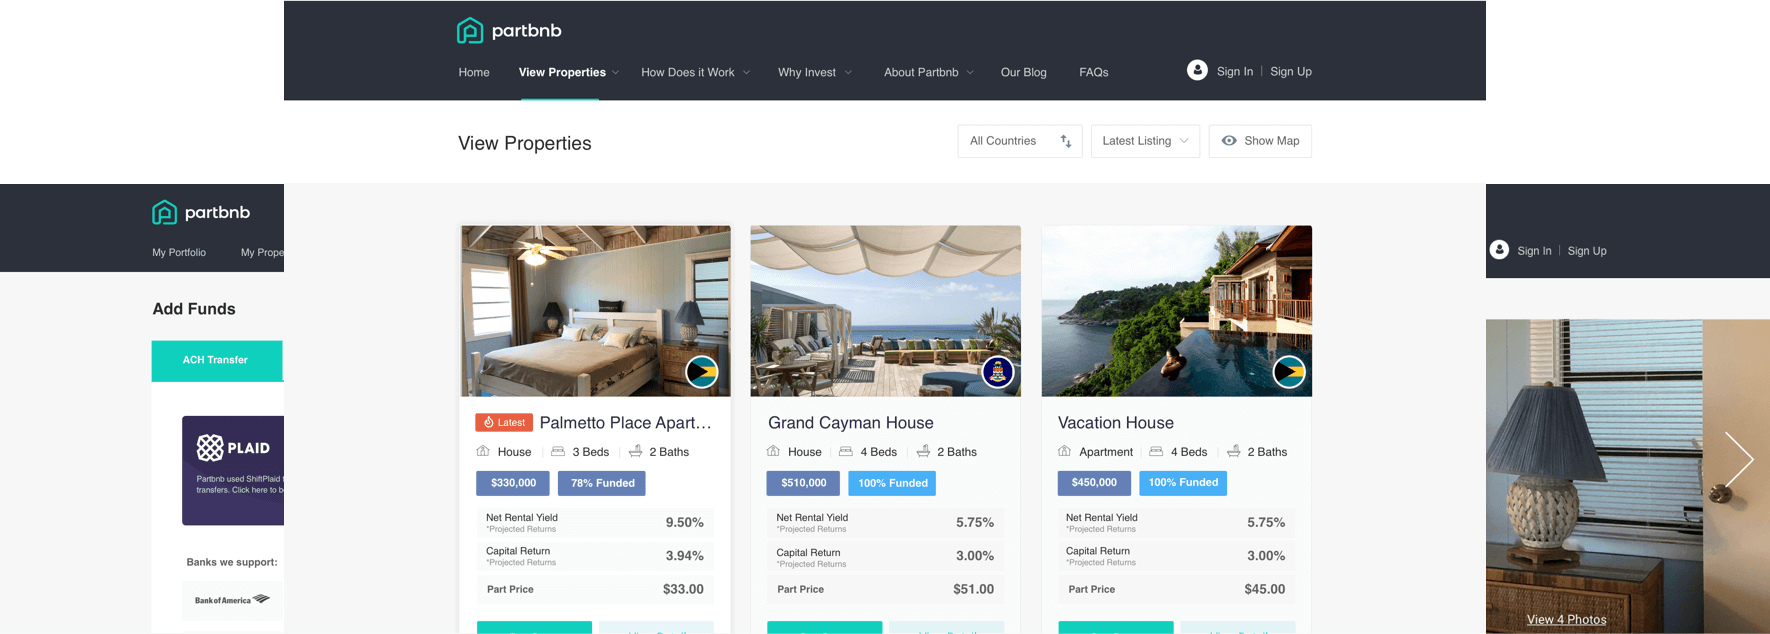 partbnb
Home View Properties How Does it Work Why Invest About Partbnb Our Blog FAQs Sign In Sign Up
View Properties
All Countries Latest Listing Show Map
partbnb
My Portfolio My Prope
Add Funds
ACH Transfer
PLAID
Partbnb used ShiftPlaid
transfers. Click here to b
Banks we support:
Bank of America
Latest Palmetto Place Apart...
House 3 Beds 2 Baths
$330,000 78% Funded
Net Rental Yield 9.50%
*Projected Returns
Capital Return 3.94%
*Projected Returns
Part Price $33.00
Grand Cayman House
House 4 Beds 2 Baths
$510,000 100% Funded
Net Rental Yield 5.75%
*Projected Returns
Capital Return 3.00%
*Projected Returns
Part Price $51.00
Vacation House
Apartment 4 Beds 2 Baths
$450,000 100% Funded
Net Rental Yield 5.75%
*Projected Returns
Capital Return 3.00%
*Projected Returns
Part Price $45.00
Sign In Sign Up
View 4 Photos